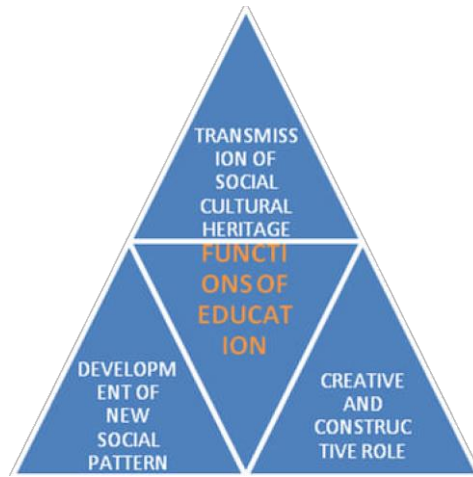 TRANSMISS
ION OF
SOCIAL
CULTURAL
HERITAGE
FUNCTI
ONS OF
EDUCAT
ION
DEVELOPM
ENT OF
NEW
SOCIAL
PATTERN
CREATIVE
AND
CONSTRUC
TIVE ROLE